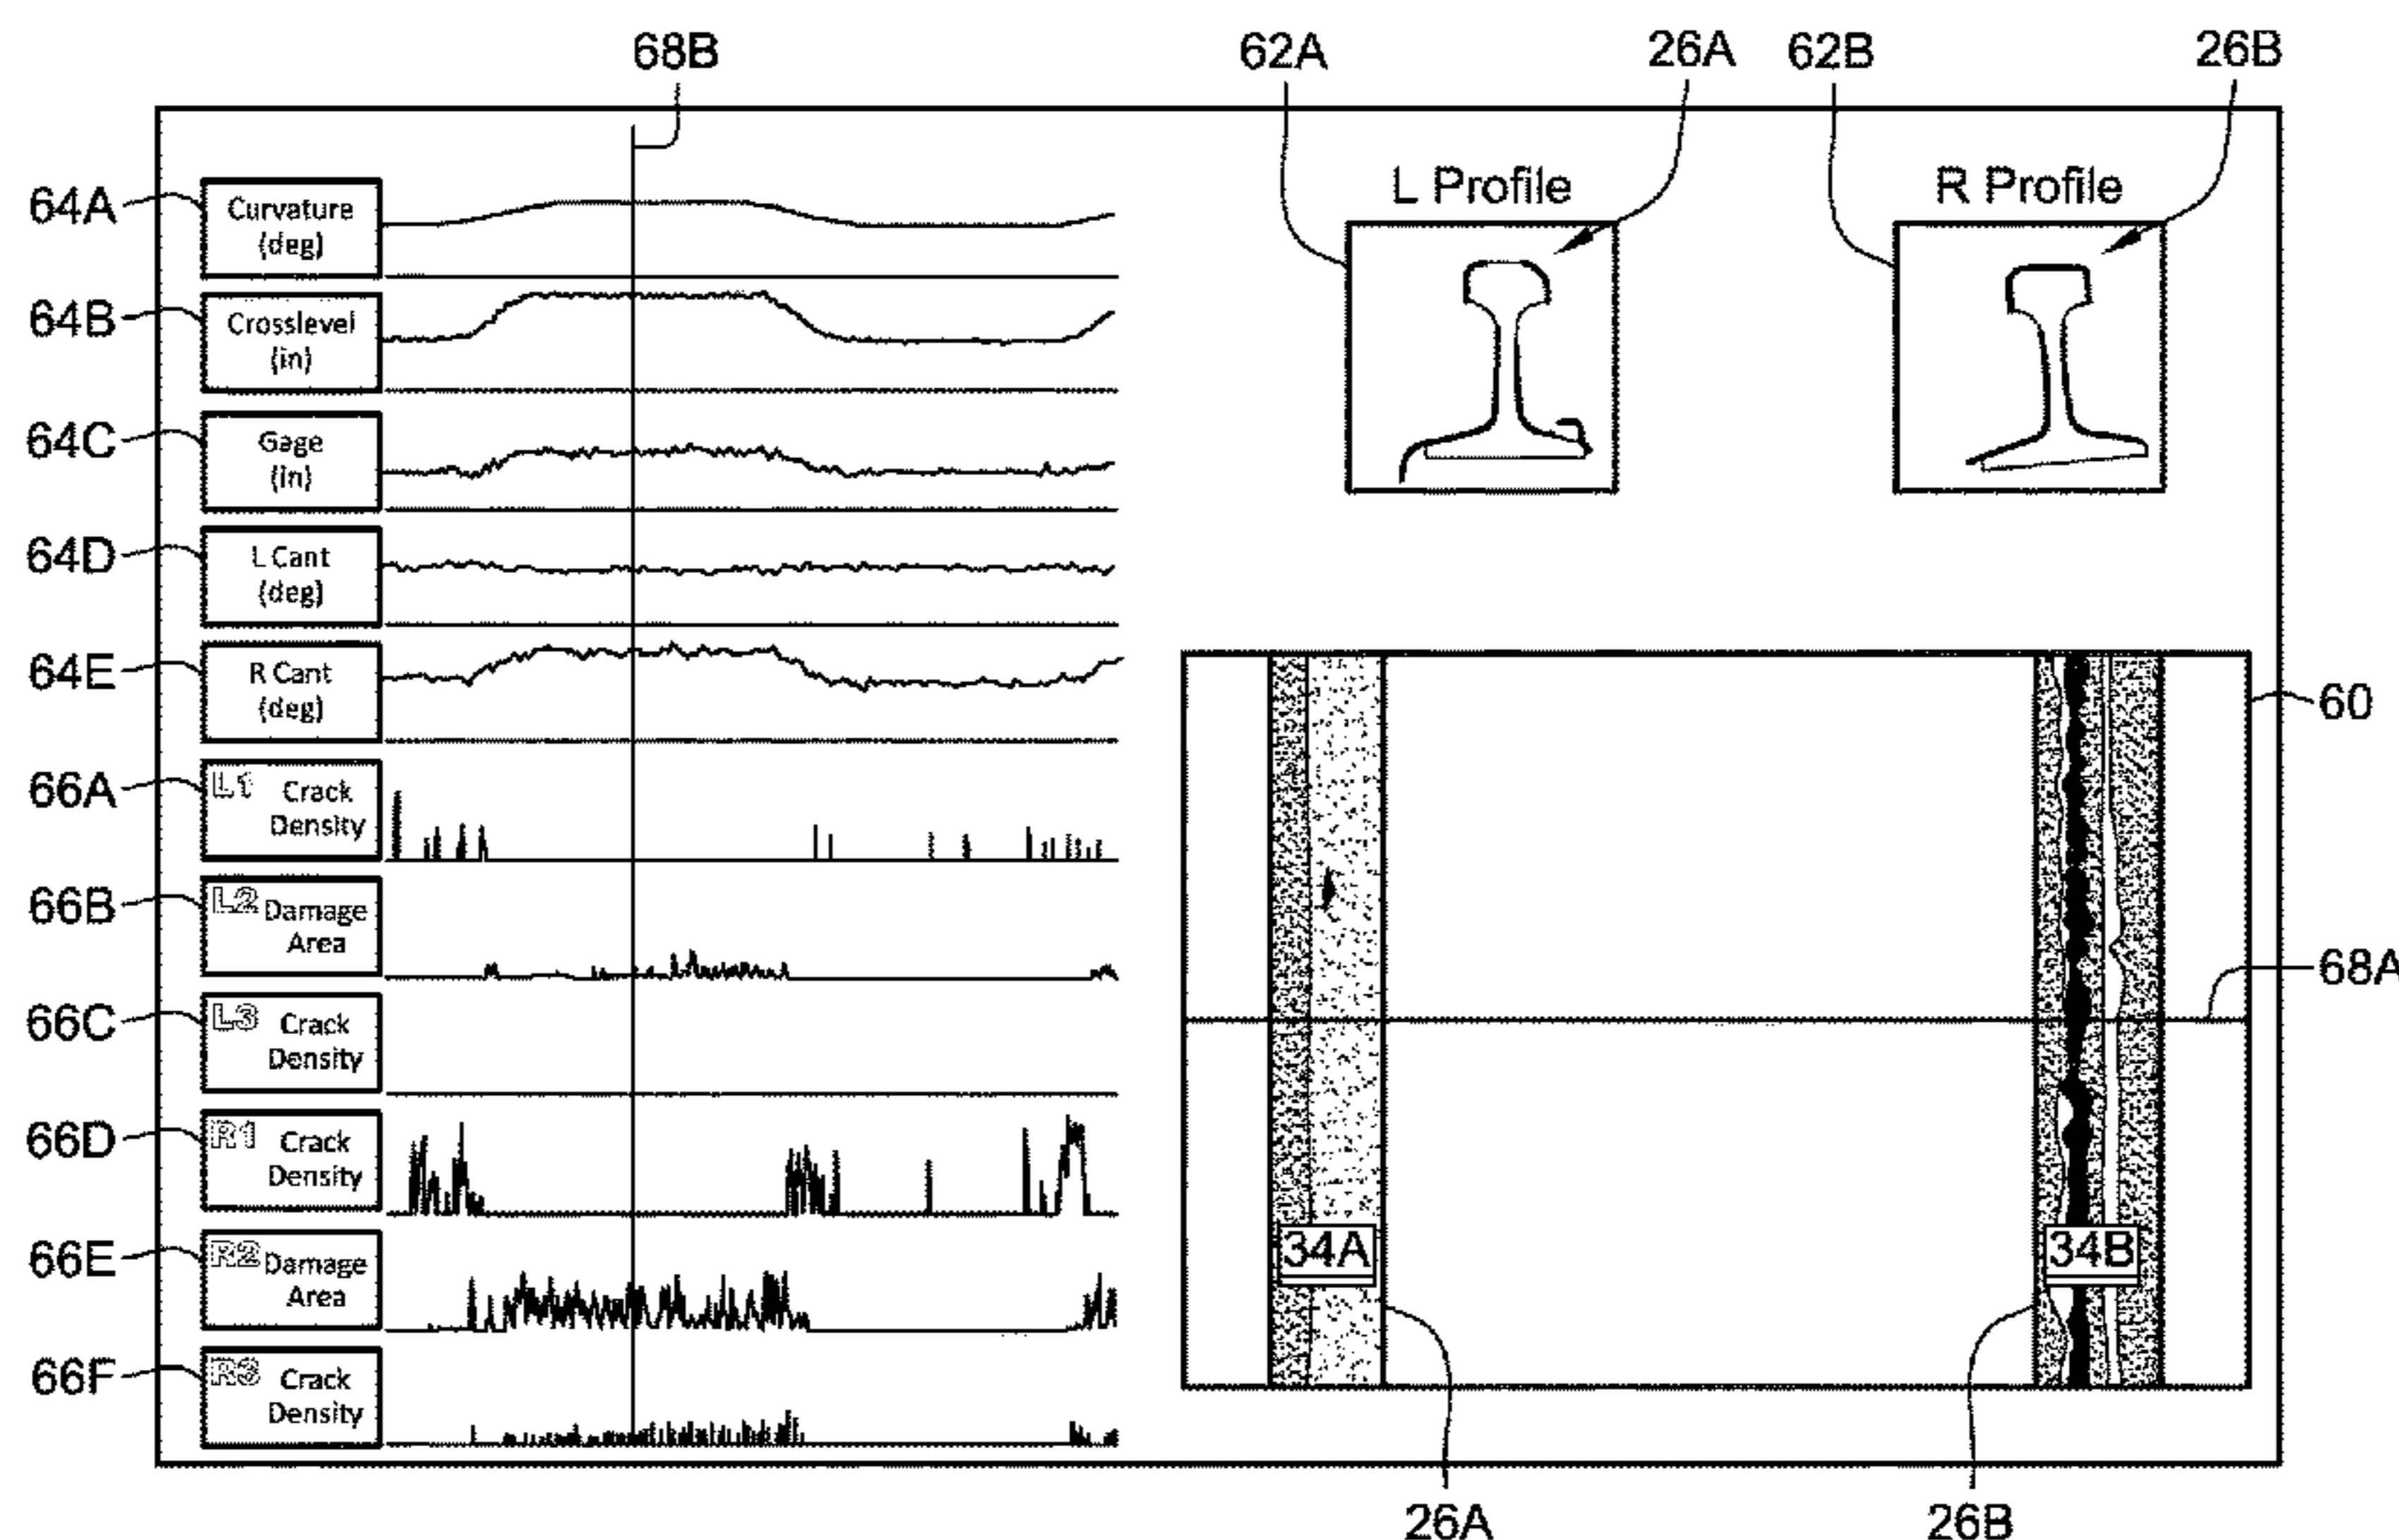 68B
62A
26A
62B
26B
L Profile
R Profile
64A
Curvature
(deg)
64B
Crosslevel
(in)
64C
Gage
(in)
64D
L Cant
(deg)
64E
R Cant
(deg)
60
66A
L1 Crack
Density
66B
L2 Damage
Area
68A
66C
L3 Crack
Density
66D
R1 Crack
Density
66E
R2 Damage
Area
34A
34B
66F
R3 Crack
Density
26A
26B